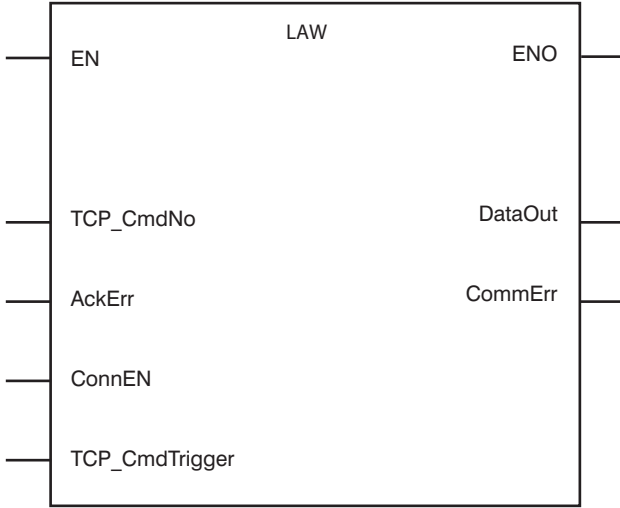 LAW
EN
ENO
TCP_CmdNo
DataOut
AckErr
CommErr
ConnEN
TCP_CmdTrigger